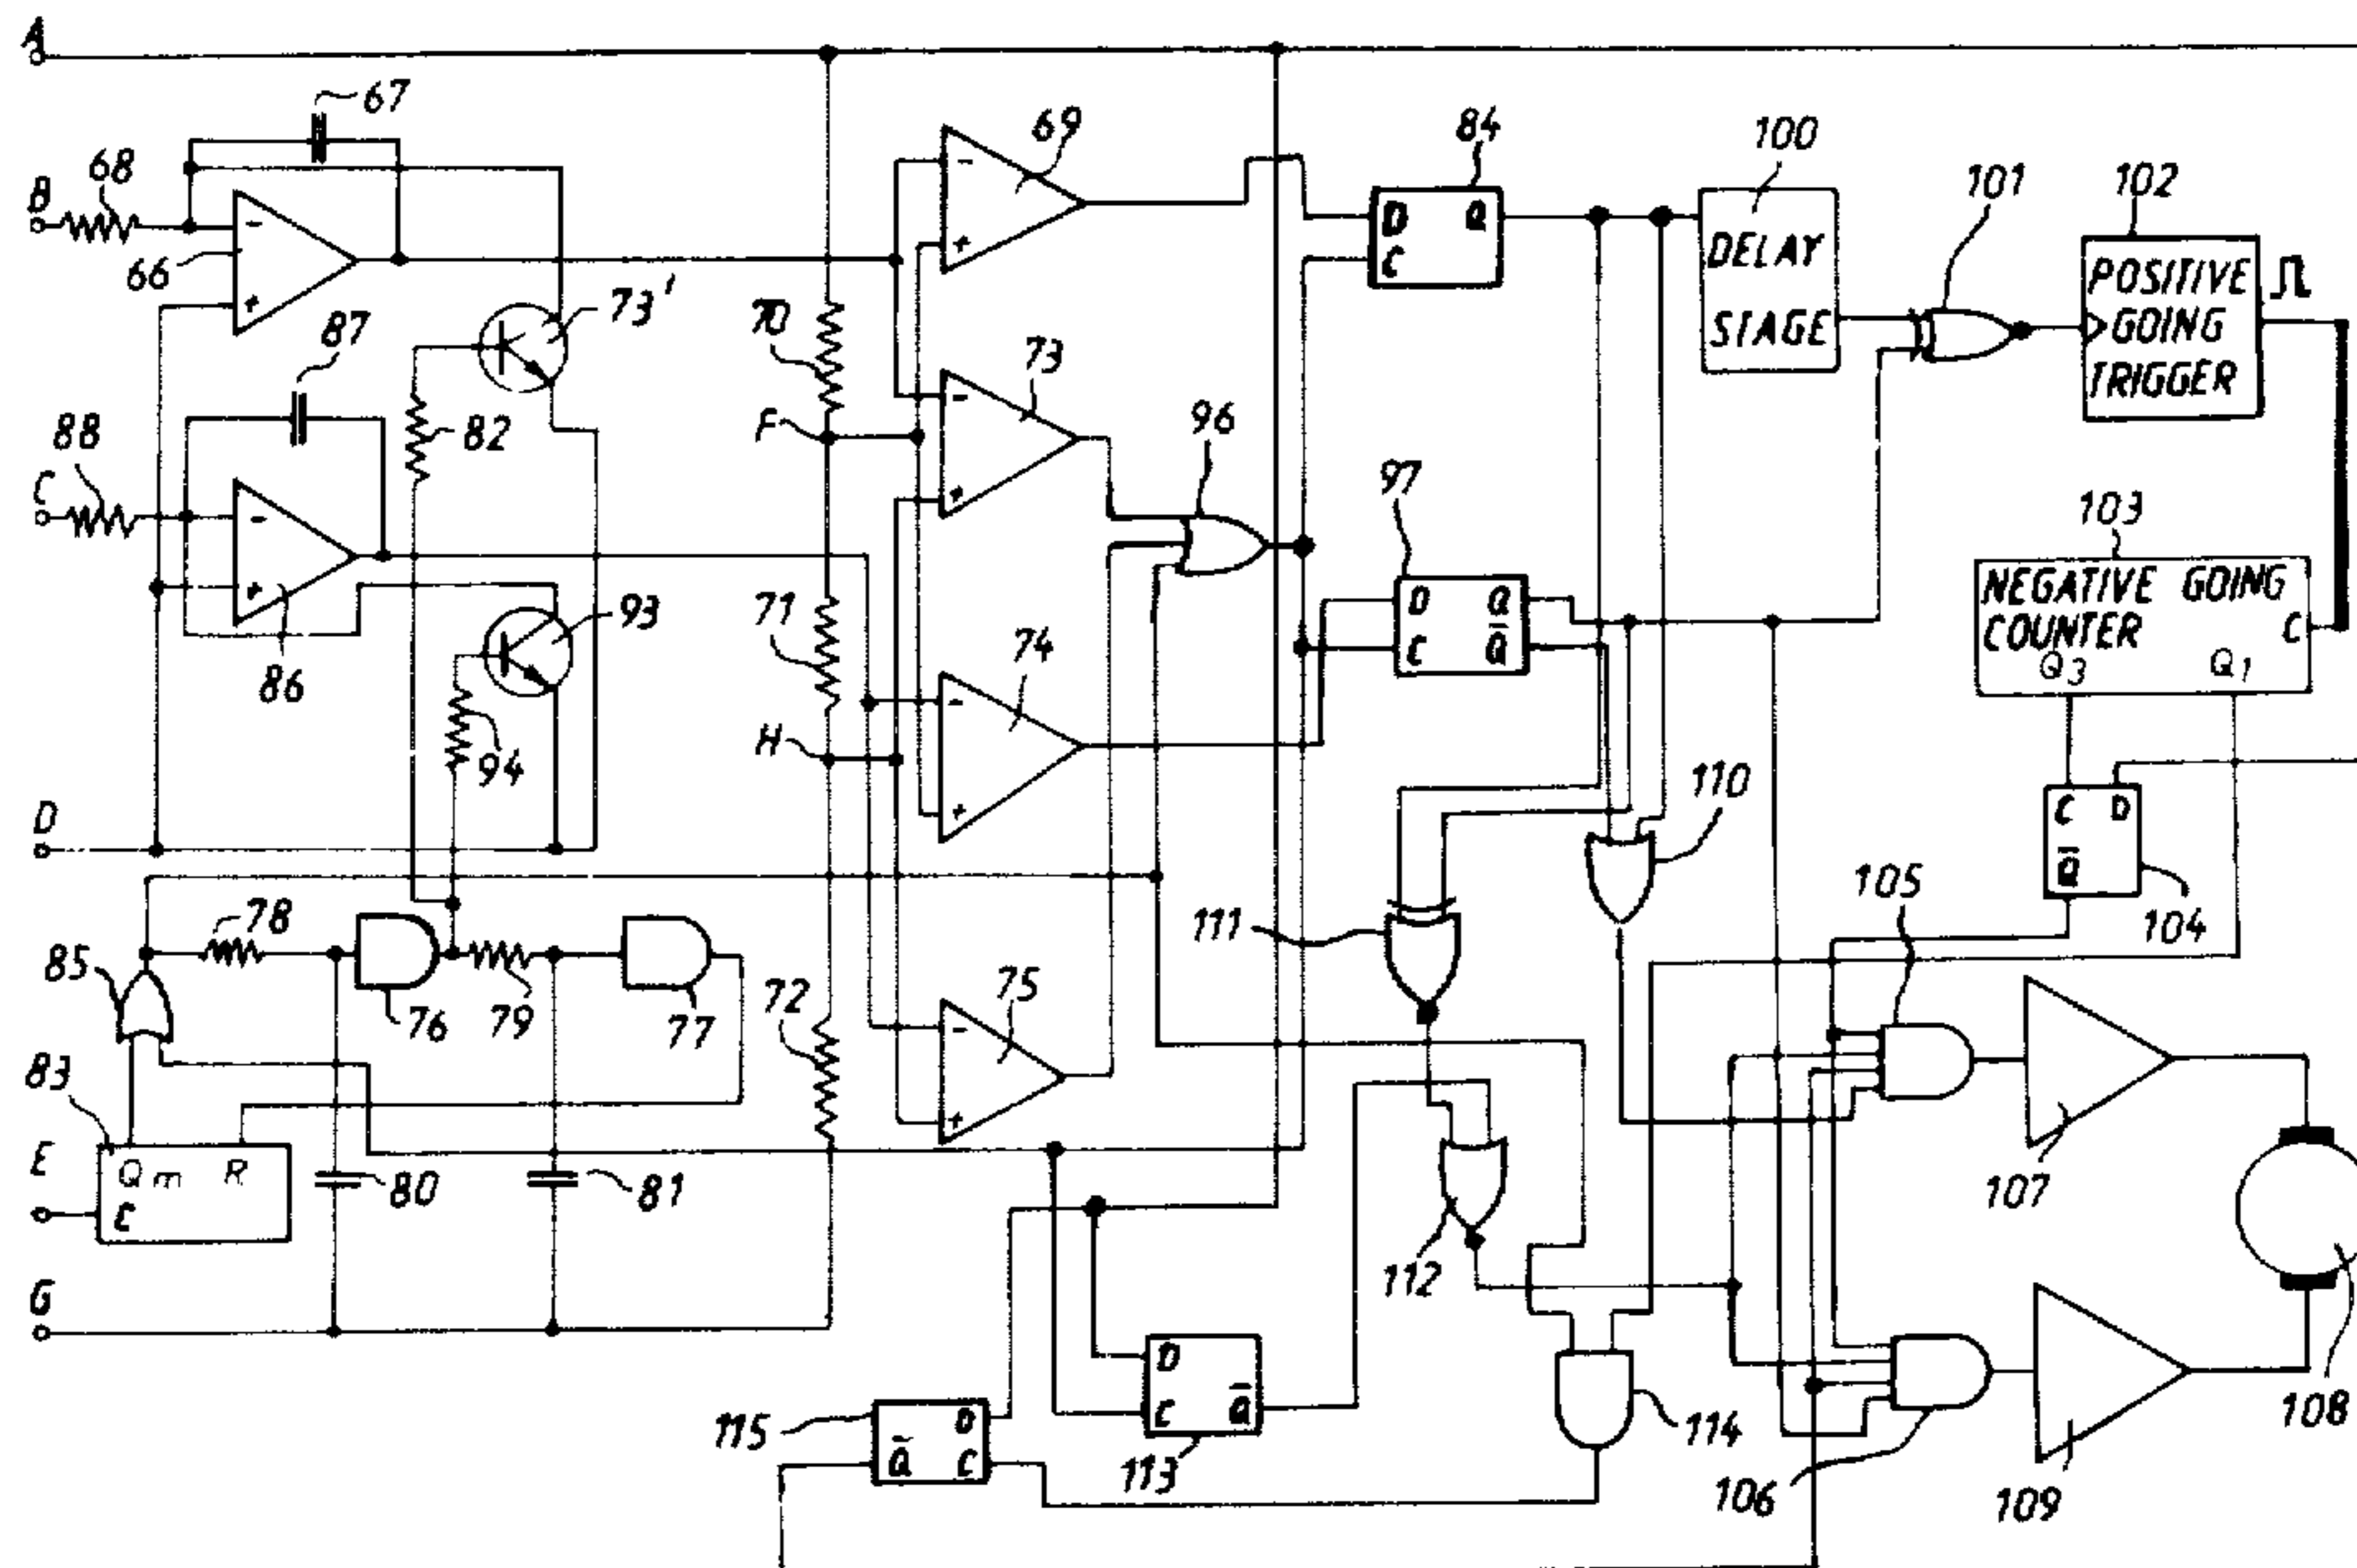 A
67
68
B
66
-
+
73'
87
82
88
C
-
+
86
93
94
D
78
85
76
79
77
83
Qm R
E
E
80
81
G
70
F
71
H
72
-
+
69
-
+
73
-
+
74
-
+
75
96
84
D Q
C
97
D Q
C Q̅
100
DELAY
STAGE
101
102
POSITIVE
GOING
TRIGGER
103
NEGATIVE GOING
COUNTER C
Q3 Q1
C D
Q̅
104
110
111
105
107
112
108
113
D
C Q̅
114
115
D
Q̅ C
106
109